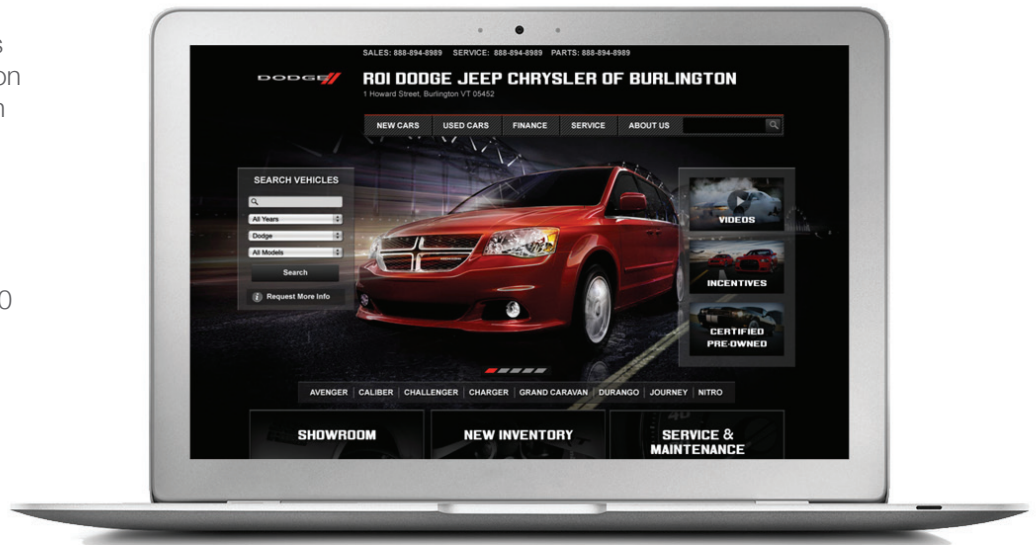 s
on
n
0
SALES: 888-894-8989 SERVICE: 888-894-8989 PARTS: 888-894-8989
DODGE
ROI DODGE JEEP CHRYSLER OF BURLINGTON
1 Howard Street, Burlington VT 05452
NEW CARS USED CARS FINANCE SERVICE ABOUT US
SEARCH VEHICLES
All Years
Dodge
All Models
Search
i Request More Info
VIDEOS
INCENTIVES
CERTIFIED
PRE-OWNED
AVENGER | CALIBER | CHALLENGER | CHARGER | GRAND CARAVAN | DURANGO | JOURNEY | NITRO
SHOWROOM
NEW INVENTORY
SERVICE &
MAINTENANCE